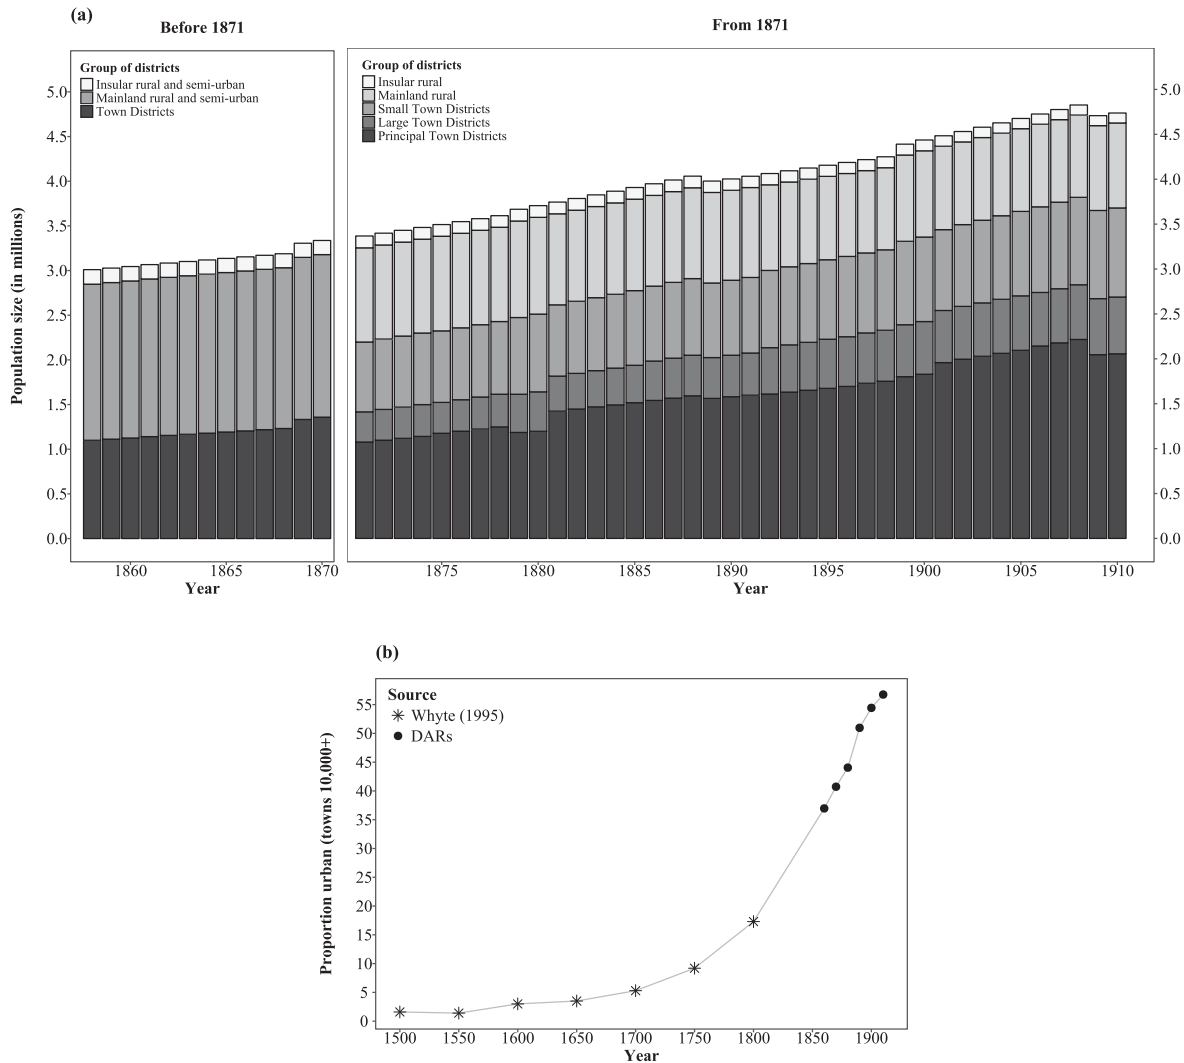 (a)
Before 1871
From 1871
Group of districts
Insular rural and semi-urban
Mainland rural and semi-urban
Town Districts
Group of districts
Insular rural
Mainland rural
Small Town Districts
Large Town Districts
Principal Town Districts
Population size (in millions)
5.0
4.5
4.0
3.5
3.0
2.5
2.0
1.5
1.0
0.5
0.0
5.0
4.5
4.0
3.5
3.0
2.5
2.0
1.5
1.0
0.5
0.0
1860 1865 1870
1875 1880 1885 1890 1895 1900 1905 1910
Year
Year
(b)
Source
Whyte (1995)
DARs
Proportion urban (towns 10,000+)
55
50
45
40
35
30
25
20
15
10
5
0
1500 1550 1600 1650 1700 1750 1800 1850 1900
Year